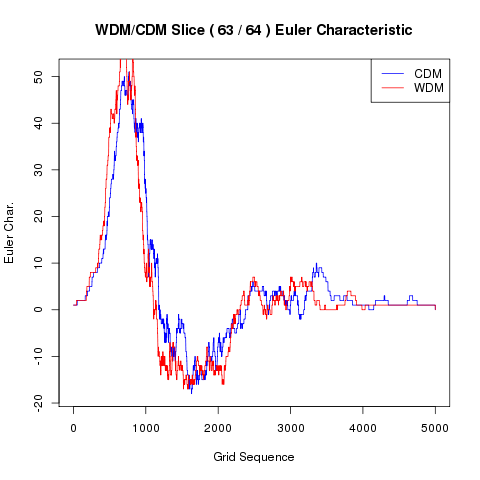 WDM/CDM Slice ( 63 / 64 ) Euler Characteristic
CDM
WDM
Euler Char.
50
40
30
20
10
0
-10
-20
0 1000 2000 3000 4000 5000
Grid Sequence